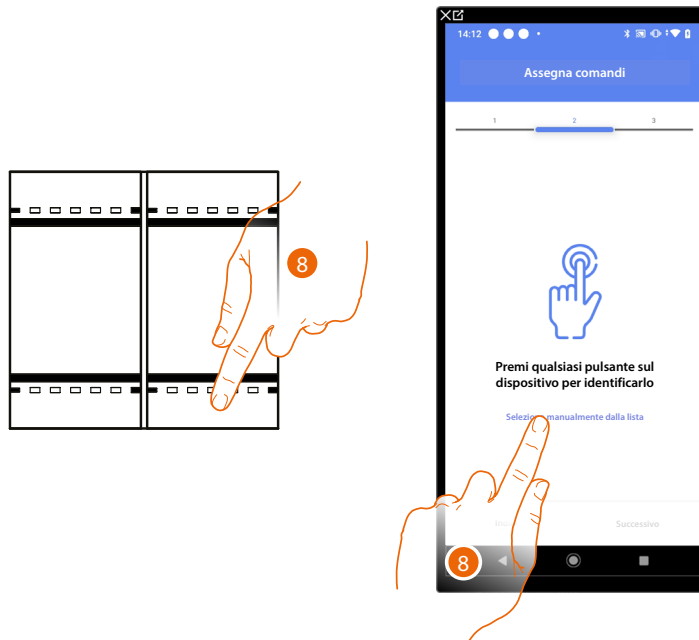 14:12
Assegna comandi
1 2 3
8
Premi qualsiasi pulsante sul
dispositivo per identificarlo
manualmente dalla lista
Successivo
8